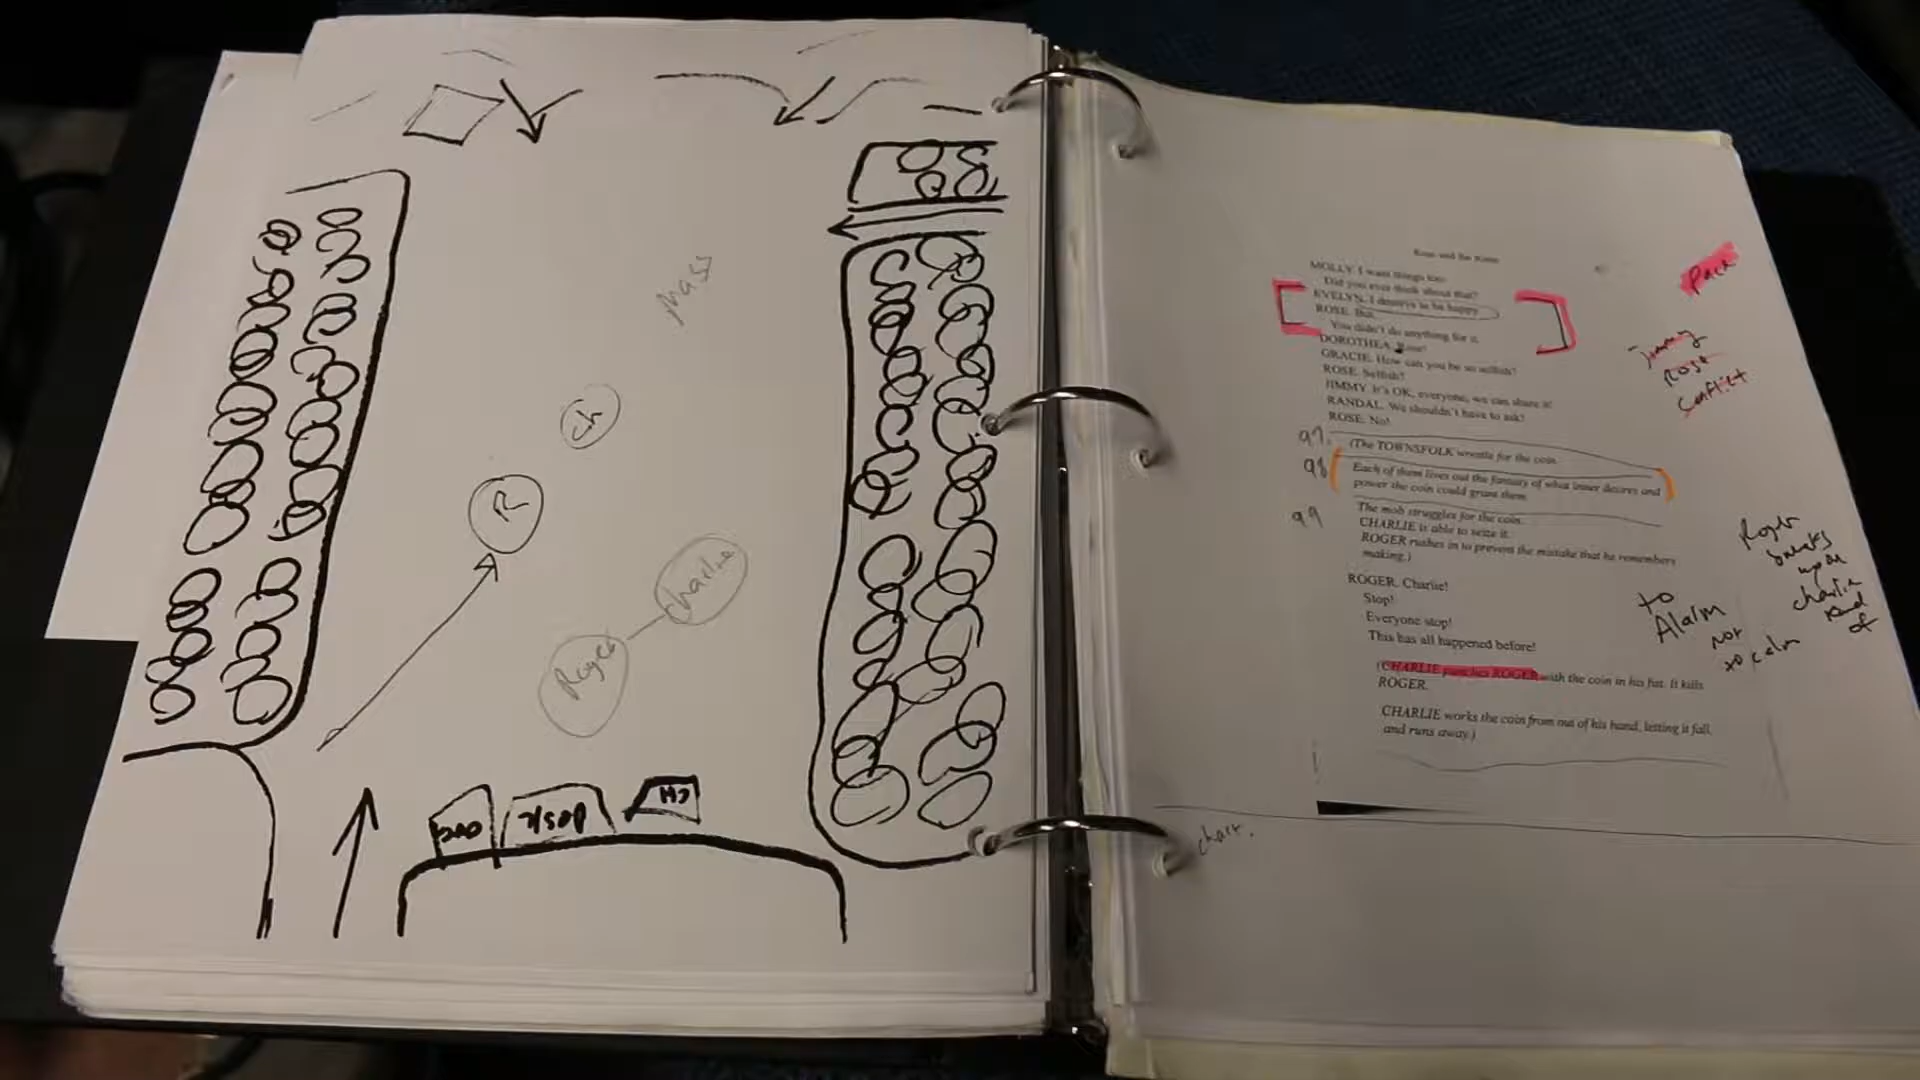 Mass
Ch
R
Charlie
Roger
CH
Rose and the Rime
MOLLY. I want things too.
Did you ever think about that?
EVELYN. I deserve to be happy.
ROSE. But,
You didn't do anything for it.
DOROTHEA. Rose!
GRACIE. How can you be so selfish?
ROSE. Selfish?
JIMMY. It's OK, everyone, we can share it!
RANDAL. We shouldn't have to ask!
ROSE. No!
97.
(The TOWNSFOLK wrestle for the coin.
98
Each of them lives out the fantasy of what inner desires and
power the coin could grant them.
99
The mob struggles for the coin.
CHARLIE is able to seize it.
ROGER rushes in to prevent the mistake that he remembers
making.)
ROGER. Charlie!
Stop!
Everyone stop!
This has all happened before!
(CHARLIE punches ROGER with the coin in his fist. It kills
ROGER.
CHARLIE works the coin from out of his hand, letting it fall,
and runs away.)
Pace
Jimmy
Rose
Conflict
Roger
sneaks
upon
Charlie
kind
of
to
Alarm
not
to calm
chart.